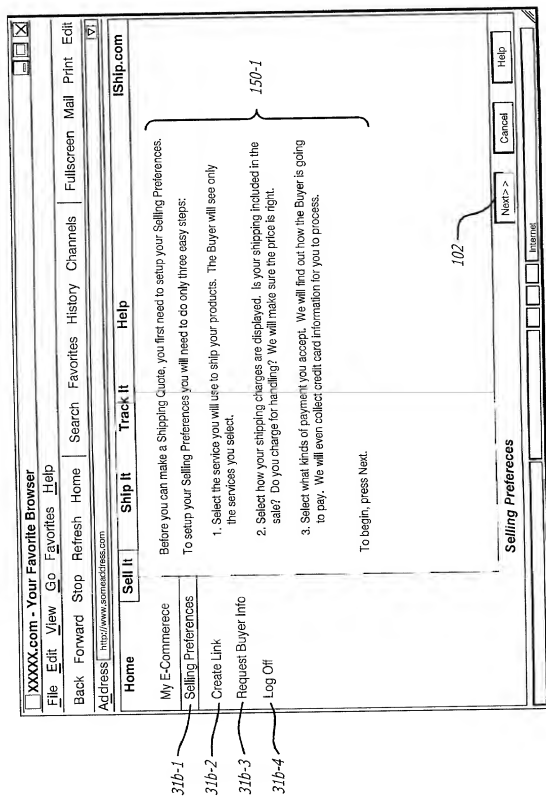 XXXXX.com - Your Favorite Browser
File Edit View Go Favorites Help
Back Forward Stop Refresh Home Search Favorites History Channels Fullscreen Mail Print Edit
Address http://www.someaddress.com
Home Sell It Ship It Track It Help IShip.com
My E-Commerece
Selling Preferences
Create Link
Request Buyer Info
Log Off
31b-1
31b-2
31b-3
31b-4
Before you can make a Shipping Quote, you first need to setup your Selling Preferences.
To setup your Selling Preferences you will need to do only three easy steps:
1. Select the service you will use to ship your products. The Buyer will see only
the services you select.
2. Select how your shipping charges are displayed. Is your shipping included in the
sale? Do you charge for handling? We will make sure the price is right.
3. Select what kinds of payment you accept. We will find out how the Buyer is going
to pay. We will even collect credit card information for you to process.
To begin, press Next.
150-1
102
Selling Prefereces
Next> > Cancel Help
Internet